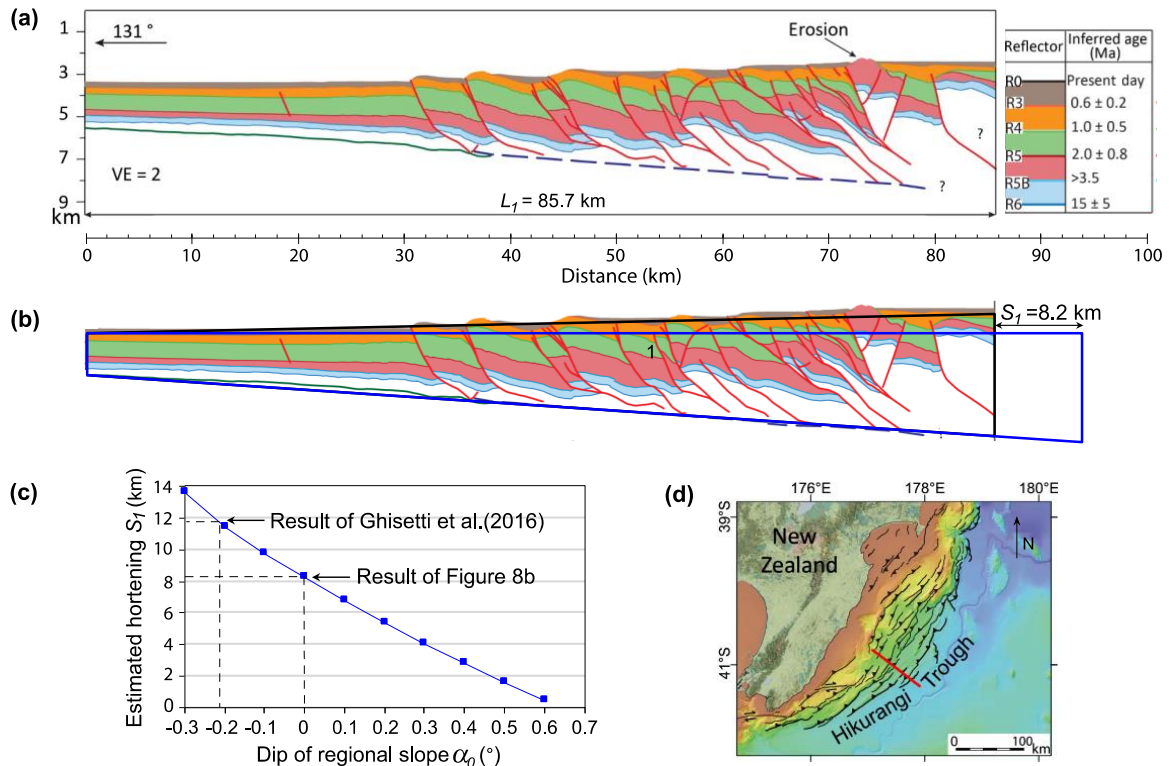 (a)
1
3
5
7
9
km
131 °
Erosion
VE = 2
L1 = 85.7 km
?
?
Reflector
Inferred age
(Ma)
R0
Present day
R3
0.6 ± 0.2
R4
1.0 ± 0.5
R5
2.0 ± 0.8
>3.5
R5B
R6
15 ± 5
0 10 20 30 40 50 60 70 80 90 100
Distance (km)
(b)
S1=8.2 km
1
(c)
Estimated hortening S1 (km)
14
12
10
8
6
4
2
0
Result of Ghisetti et al.(2016)
Result of Figure 8b
-0.3 -0.2 -0.1 0 0.1 0.2 0.3 0.4 0.5 0.6 0.7
Dip of regional slope α0 (°)
(d)
176°E 178°E 180°E
39°S
41°S
New
Zealand
N
Hikurangi Trough
0 100
km